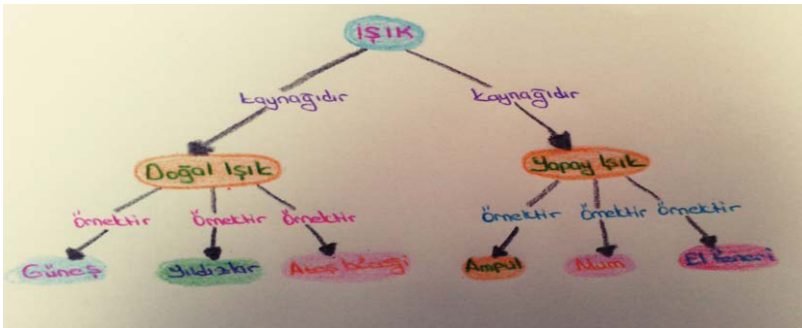 IŞIK
kaynağıdır kaynağıdır
Doğal Işık Yapay Işık
örnektir örnektir örnektir örnektir örnektir örnektir
Güneş Yıldızlar Ateş böceği Ampül Mum El feneri